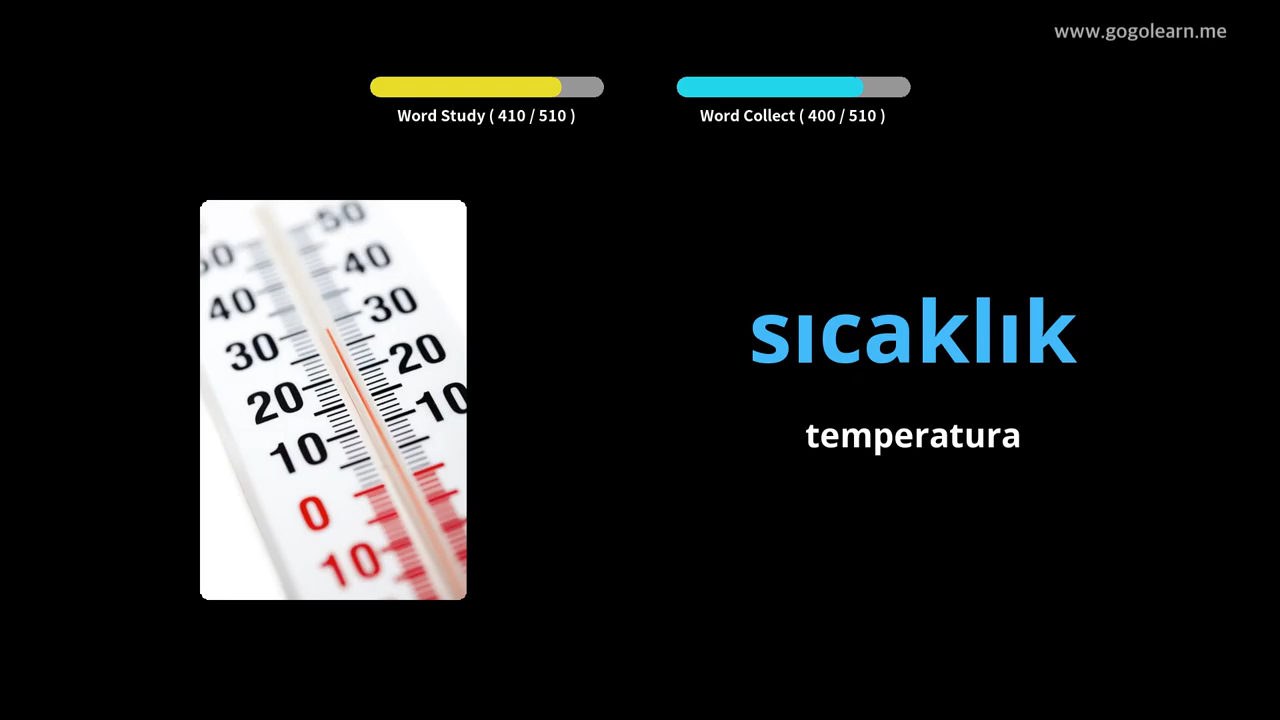 www.gogolearn.me
Word Study ( 410 / 510 )
Word Collect ( 400 / 510 )
50
50
40
40
30
30
20
20
10
10
0
10
sıcaklık
temperatura